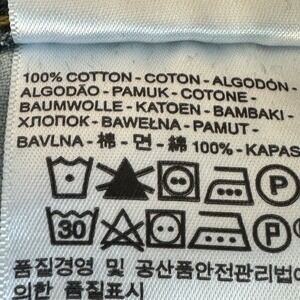 100% COTTON - COTON - ALGODÓN -
ALGODÃO - PAMUK - COTONE -
BAUMWOLLE - KATOEN - BAMBAKI -
ХЛОПОК - BAWEŁNA - PAMUT -
BAVLNA - 棉 - 면 - 綿 100% - KAPAS
P
30 P
품질경영 및 공산품안전관리법
의한 품질표시